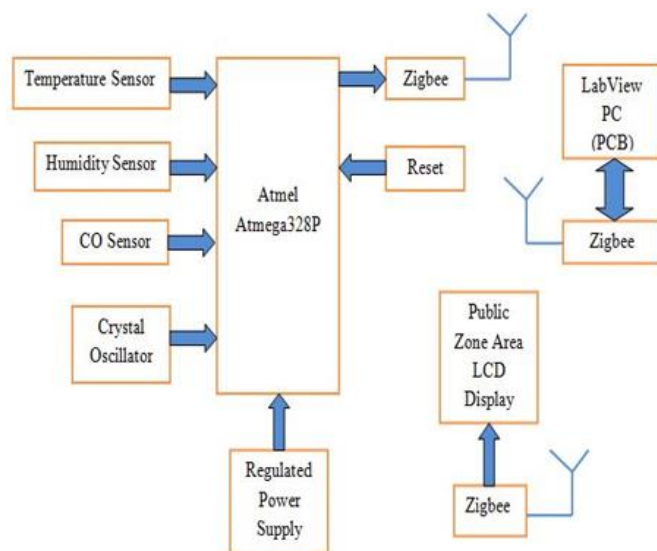 Temperature Sensor
Humidity Sensor
CO Sensor
Crystal
Oscillator
Atmel
Atmega328P
Regulated
Power
Supply
Zigbee
Reset
LabView
PC
(PCB)
Zigbee
Public
Zone Area
LCD
Display
Zigbee